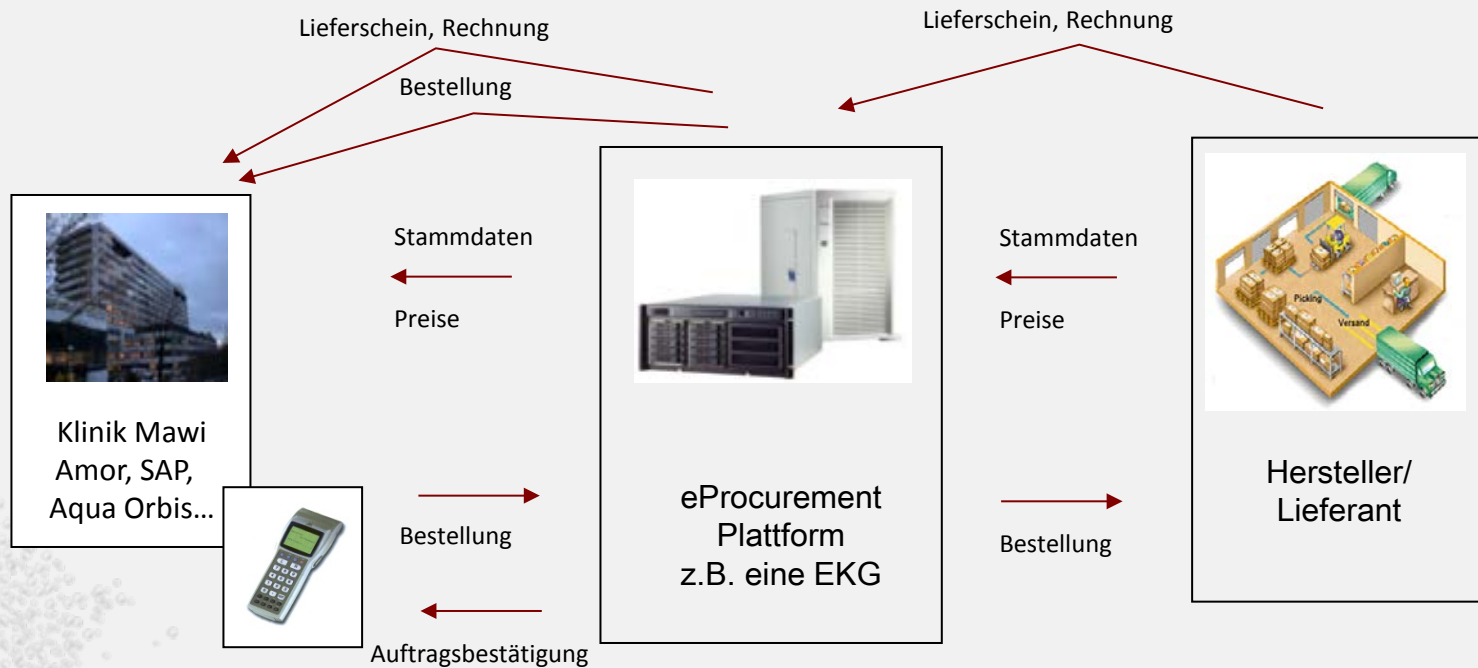 Lieferschein, Rechnung
Lieferschein, Rechnung
Bestellung
Stammdaten
Preise
Stammdaten
Preise
Picking
Versand
Klinik Mawi
Amor, SAP,
Aqua Orbis...
Bestellung
Auftragsbestätigung
eProcurement
Plattform
z.B. eine EKG
Bestellung
Hersteller/
Lieferant